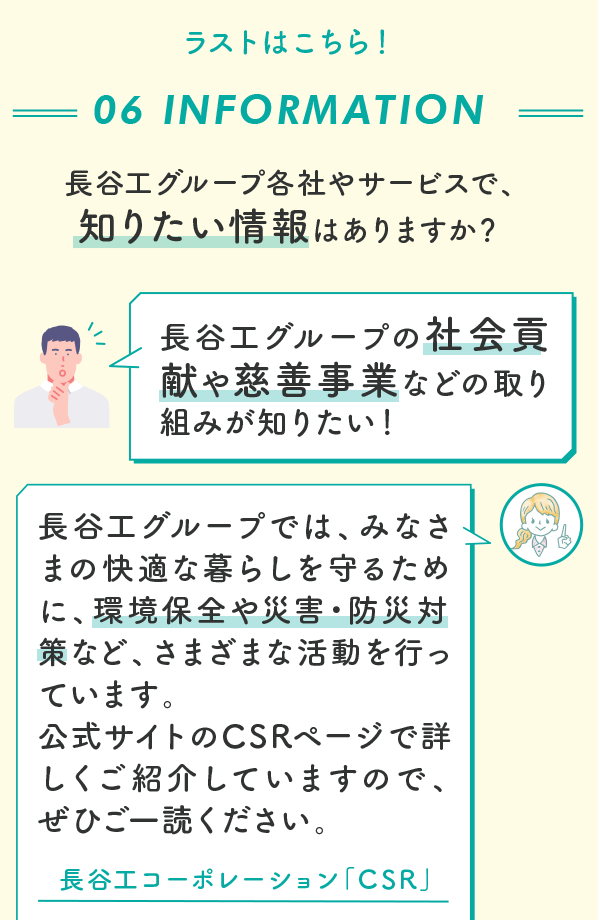 ラストはこちら！
06 INFORMATION
長谷工グループ各社やサービスで、
知りたい情報はありますか？
長谷工グループの社会貢
献や慈善事業などの取り
組みが知りたい！
長谷工グループでは、みなさ
まの快適な暮らしを守るため
に、環境保全や災害・防災対
策など、さまざまな活動を行っ
ています。
公式サイトのCSRページで詳
しくご紹介していますので、
ぜひご一読ください。
長谷工コーポレーション「CSR」